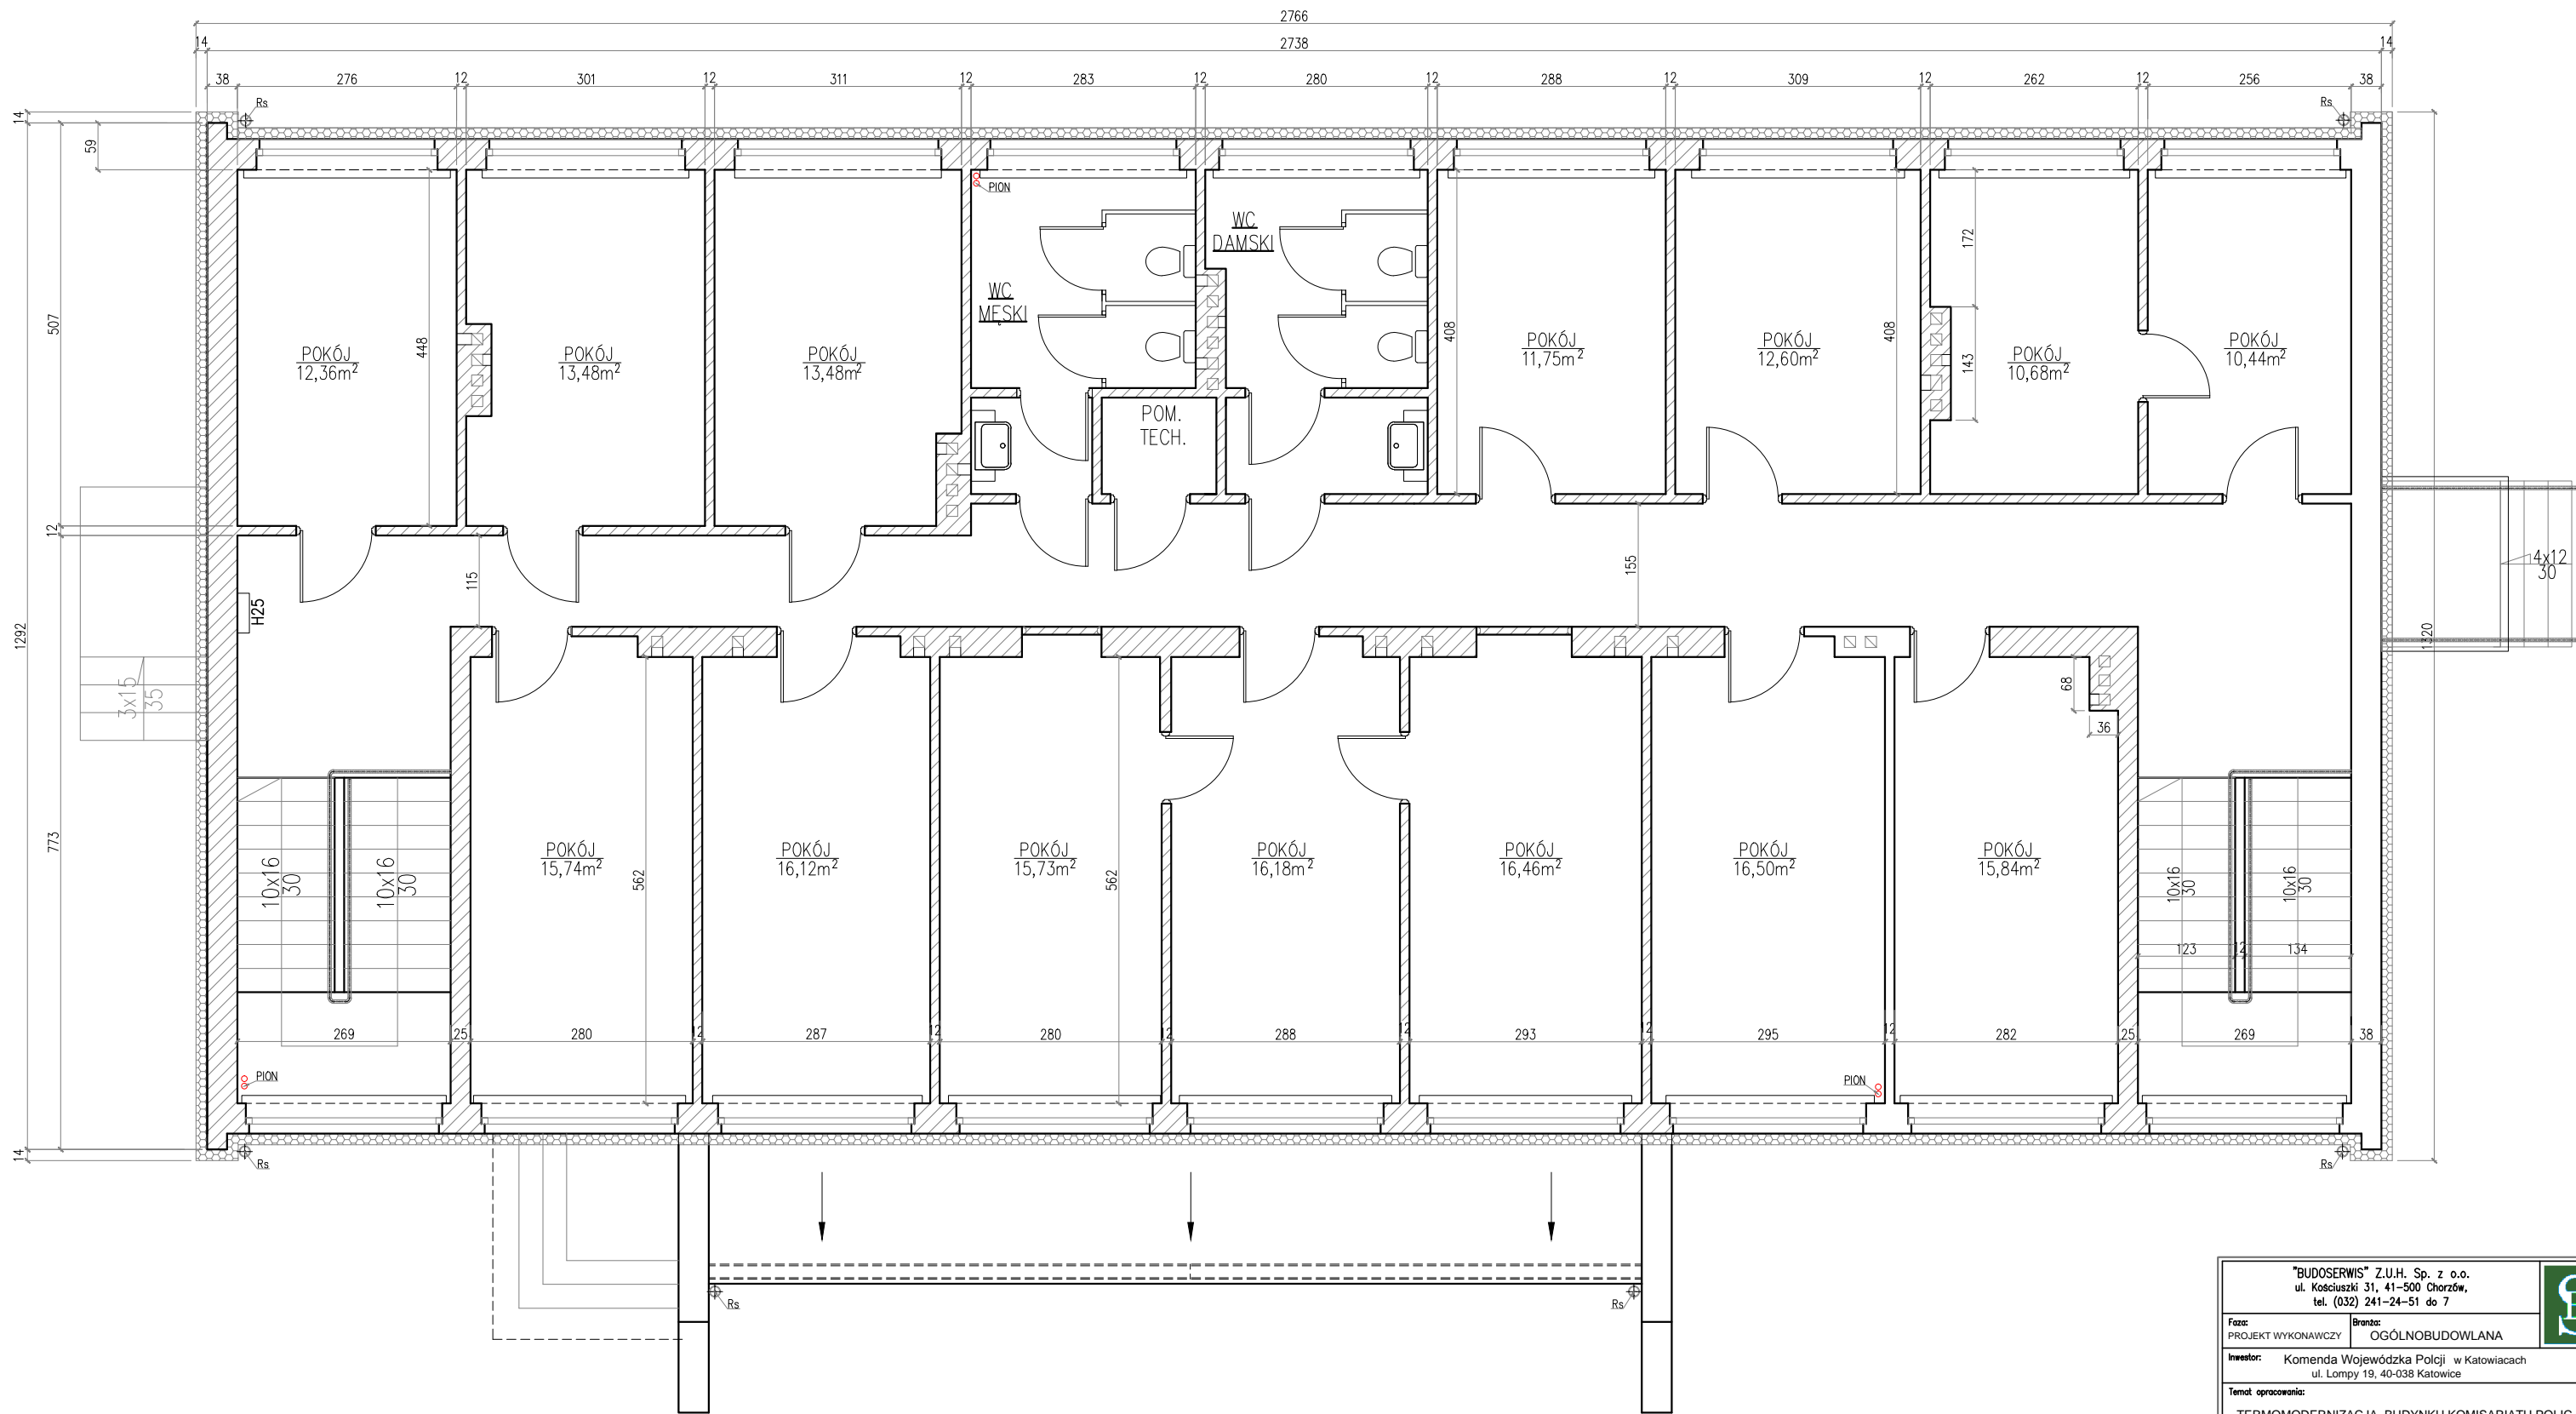 2766
14 2738 14
38 276 12 301 12 311 12 283 12 280 12 288 12 309 12 262 12 256 38
Rs
Rs
14
59
507
12
1292
773
14
1320
PION
WC
MĘSKI
WC
DAMSKI
448
408
408
172
143
POKÓJ
12,36m²
POKÓJ
13,48m²
POKÓJ
13,48m²
POKÓJ
11,75m²
POKÓJ
12,60m²
POKÓJ
10,68m²
POKÓJ
10,44m²
POM.
TECH.
115
155
H25
4x12
30
3x15
35
68
36
POKÓJ
15,74m²
POKÓJ
16,12m²
POKÓJ
15,73m²
POKÓJ
16,18m²
POKÓJ
16,46m²
POKÓJ
16,50m²
POKÓJ
15,84m²
562
562
10x16
30
10x16
30
10x16
30
10x16
30
123 12 134
269 25 280 12 287 12 280 12 288 12 293 12 295 12 282 25 269 38
PION
PION
Rs
Rs
Rs
Rs
"BUDOSERWIS" Z.U.H. Sp. z o.o.
ul. Kościuszki 31, 41-500 Chorzów,
tel. (032) 241-24-51 do 7
Faza:
PROJEKT WYKONAWCZY
Branża:
OGÓLNOBUDOWLANA
Inwestor: Komenda Wojewódzka Polcji w Katowiacach
ul. Lompy 19, 40-038 Katowice
Temat opracowania:
TERMOMODERNIZACJA BUDYNKU KOMISARIATU POLIC